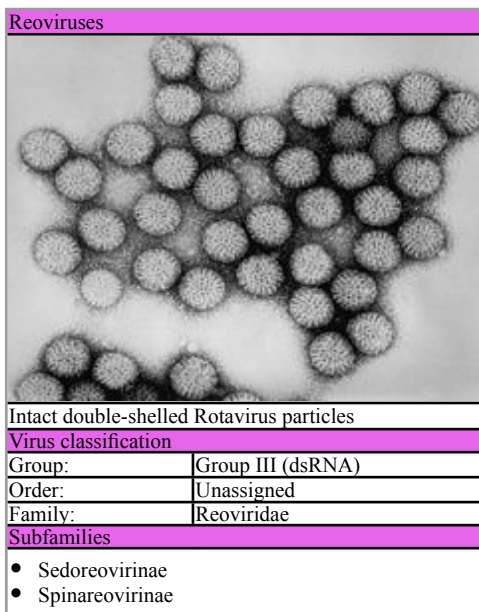 Reoviruses
Intact double-shelled Rotavirus particles
Virus classification
Group: Group III (dsRNA)
Order: Unassigned
Family: Reoviridae
Subfamilies
• Sedoreovirinae
• Spinareovirinae